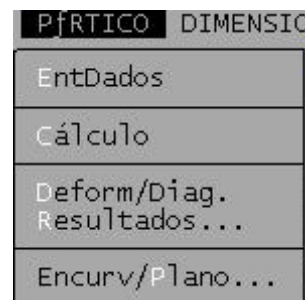 PfRTICO DIMENSIC
EntDados
Cálculo
Deform/Diag.
Resultados...
Encurv/Plano...